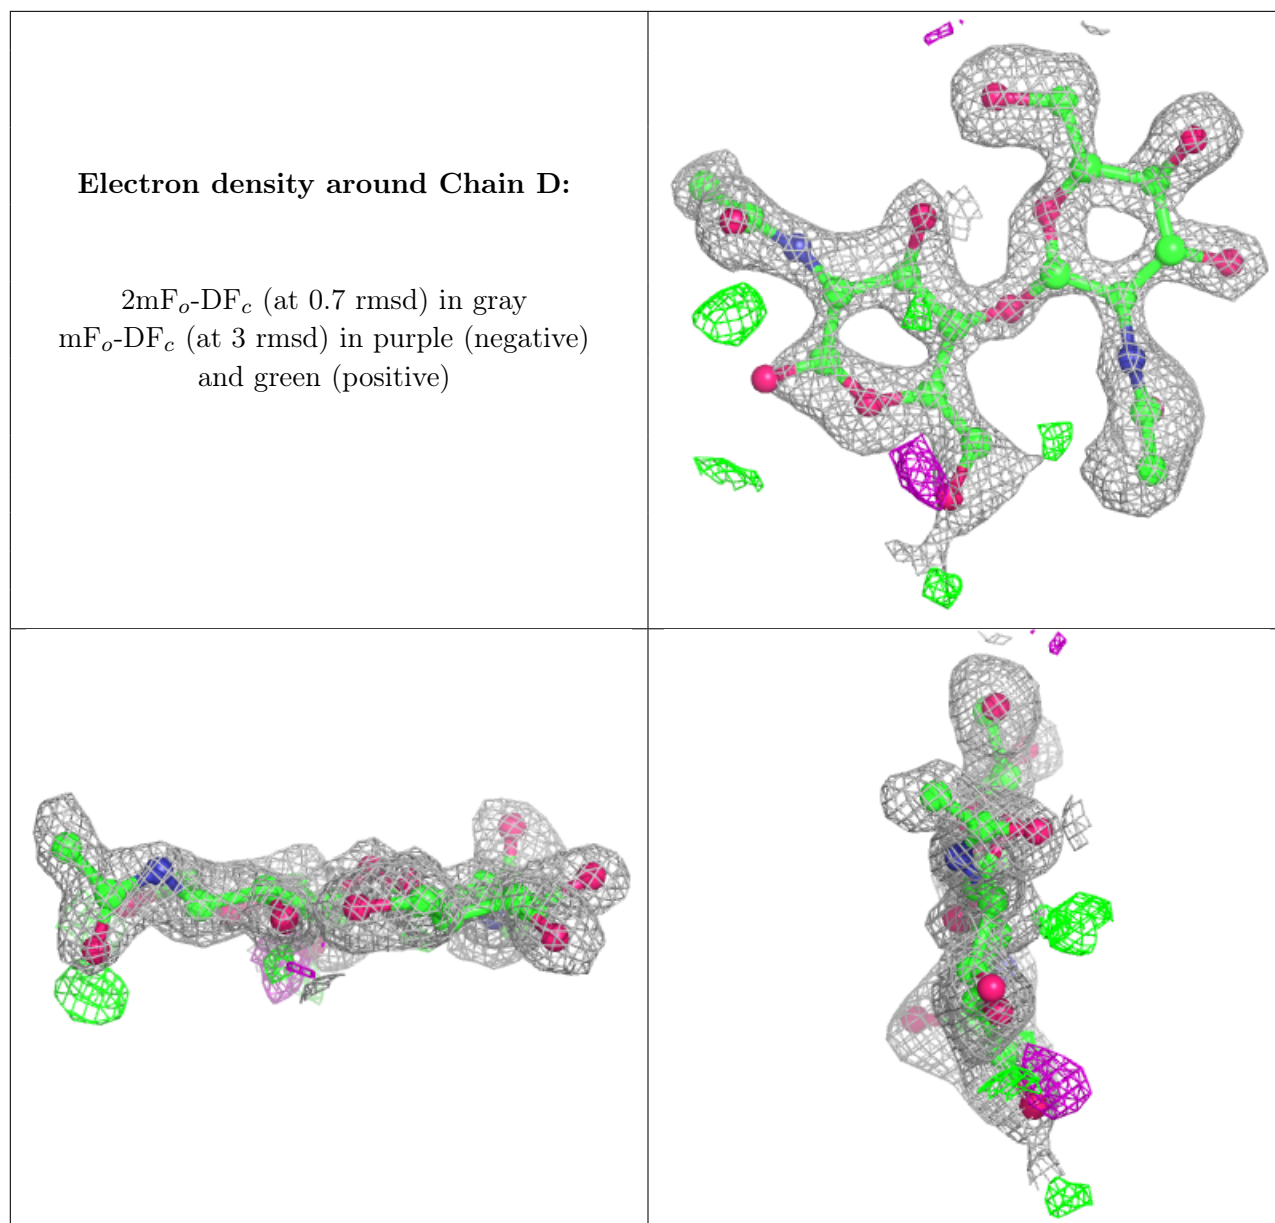 Electron density around Chain D:
2mFₒ-DF𝒸 (at 0.7 rmsd) in gray
mFₒ-DF𝒸 (at 3 rmsd) in purple (negative)
and green (positive)